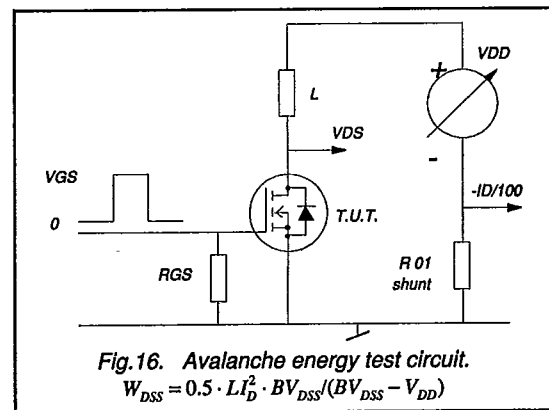 + VDD
L
VDS
-
-ID/100
VGS
0
T.U.T.
RGS
R 01
shunt
Fig.16. Avalanche energy test circuit.
W_DSS = 0.5 · LI_D^2 · BV_DSS/(BV_DSS − V_DD)